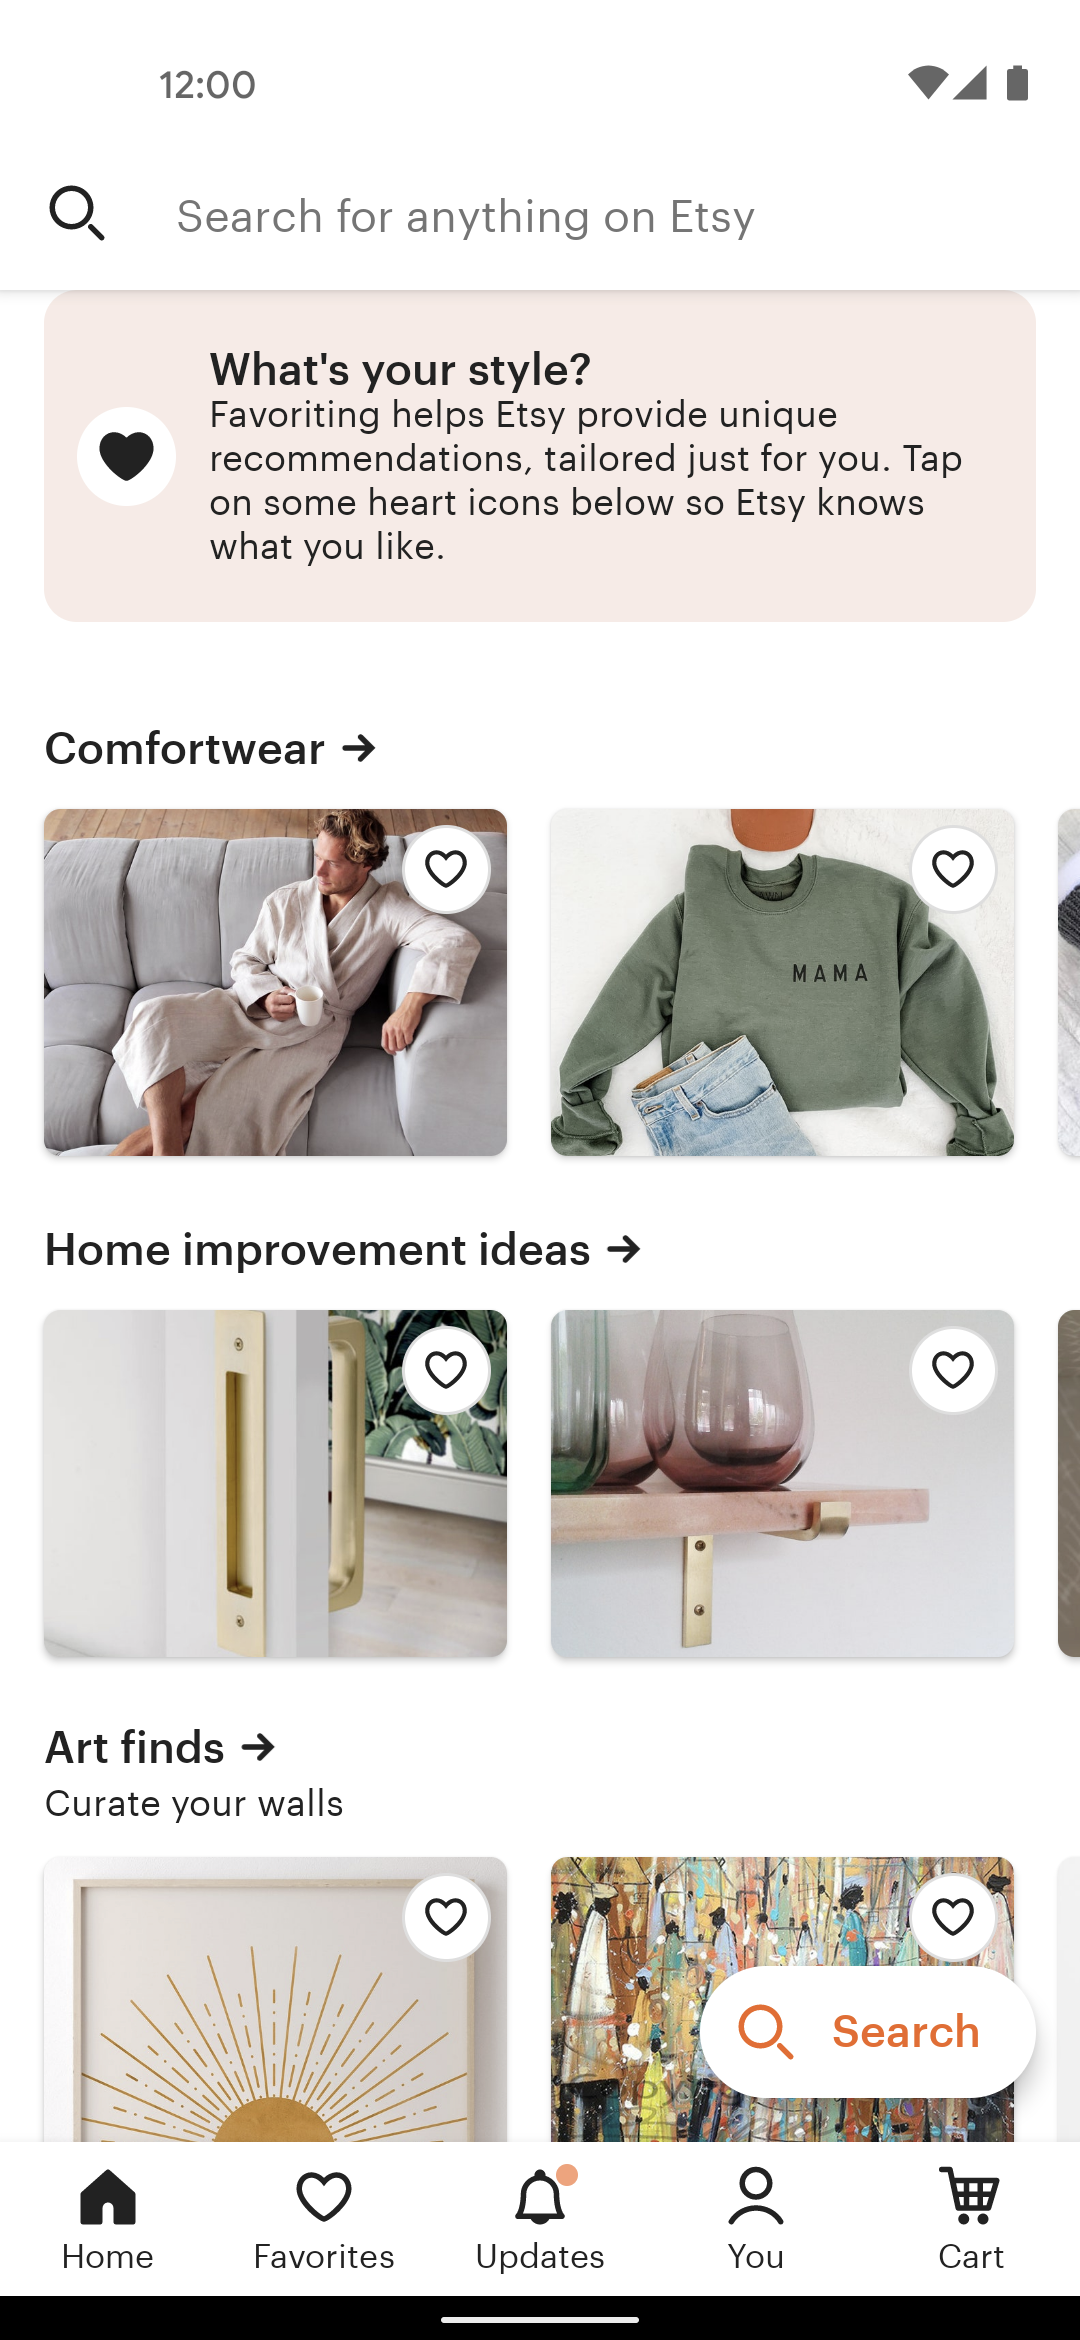 12:00
Search for anything on Etsy
What's your style?
Favoriting helps Etsy provide unique
recommendations, tailored just for you. Tap
on some heart icons below so Etsy knows
what you like.
Comfortwear
MAMA
Home improvement ideas
Art finds
Curate your walls
Search
Home
Favorites
Updates
You
Cart